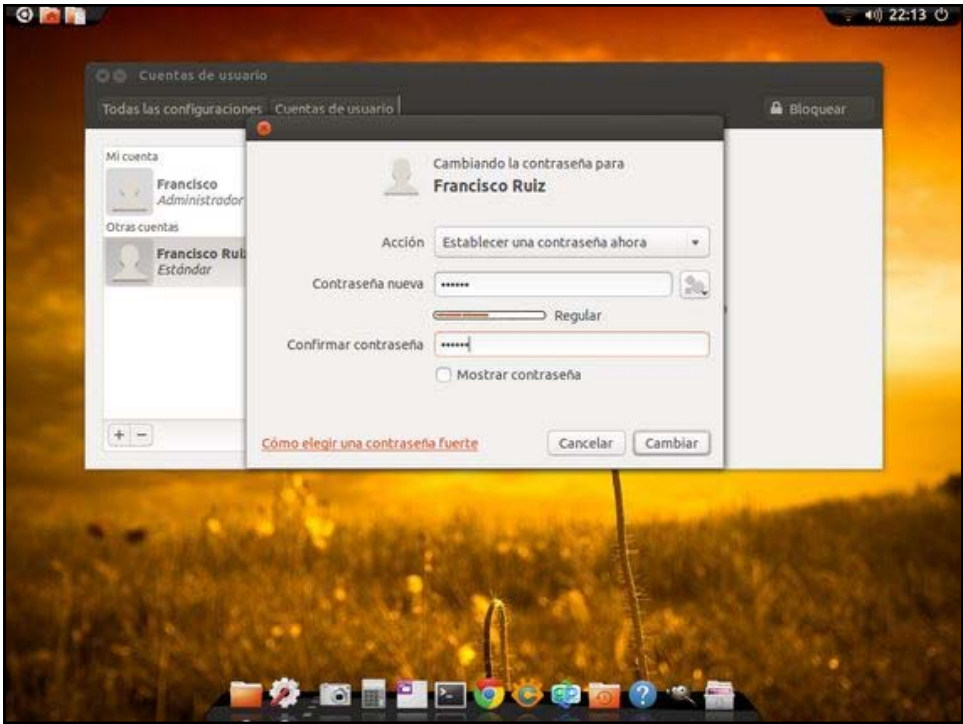 22:13
Cuentas de usuario
Todas las configuraciones Cuentas de usuario
Bloquear
Mi cuenta
Francisco
Administrador
Otras cuentas
Francisco Rui
Estándar
Cambiando la contraseña para
Francisco Ruiz
Acción Establecer una contraseña ahora
Contraseña nueva ••••••
Regular
Confirmar contraseña ••••••
Mostrar contraseña
Cómo elegir una contraseña fuerte
Cancelar
Cambiar